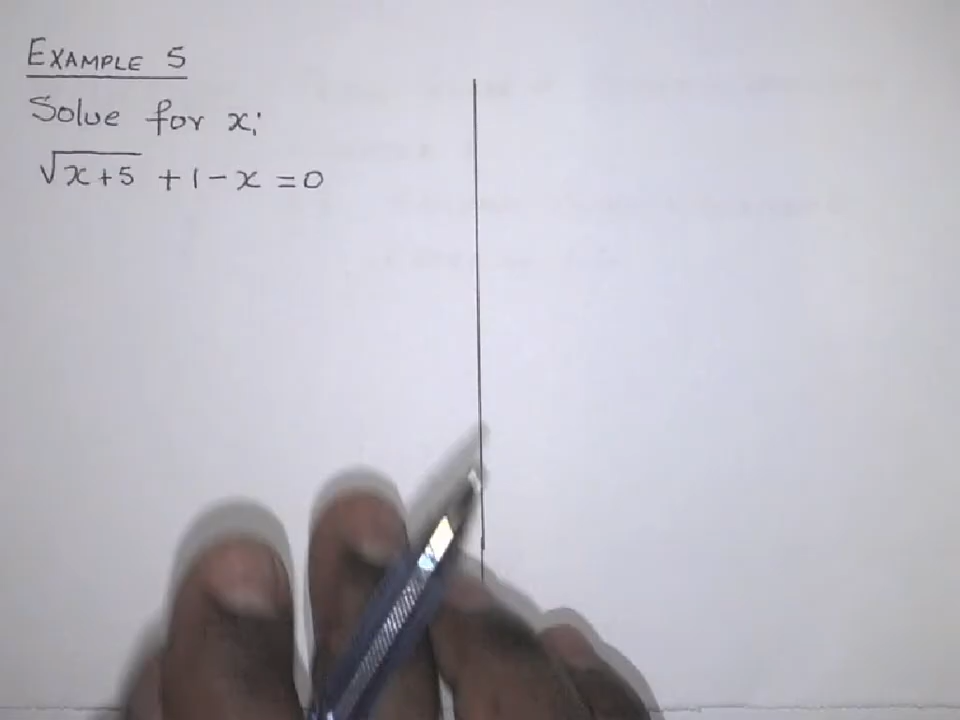 EXAMPLE 5
Solve for x:
√x+5 + 1 - x = 0